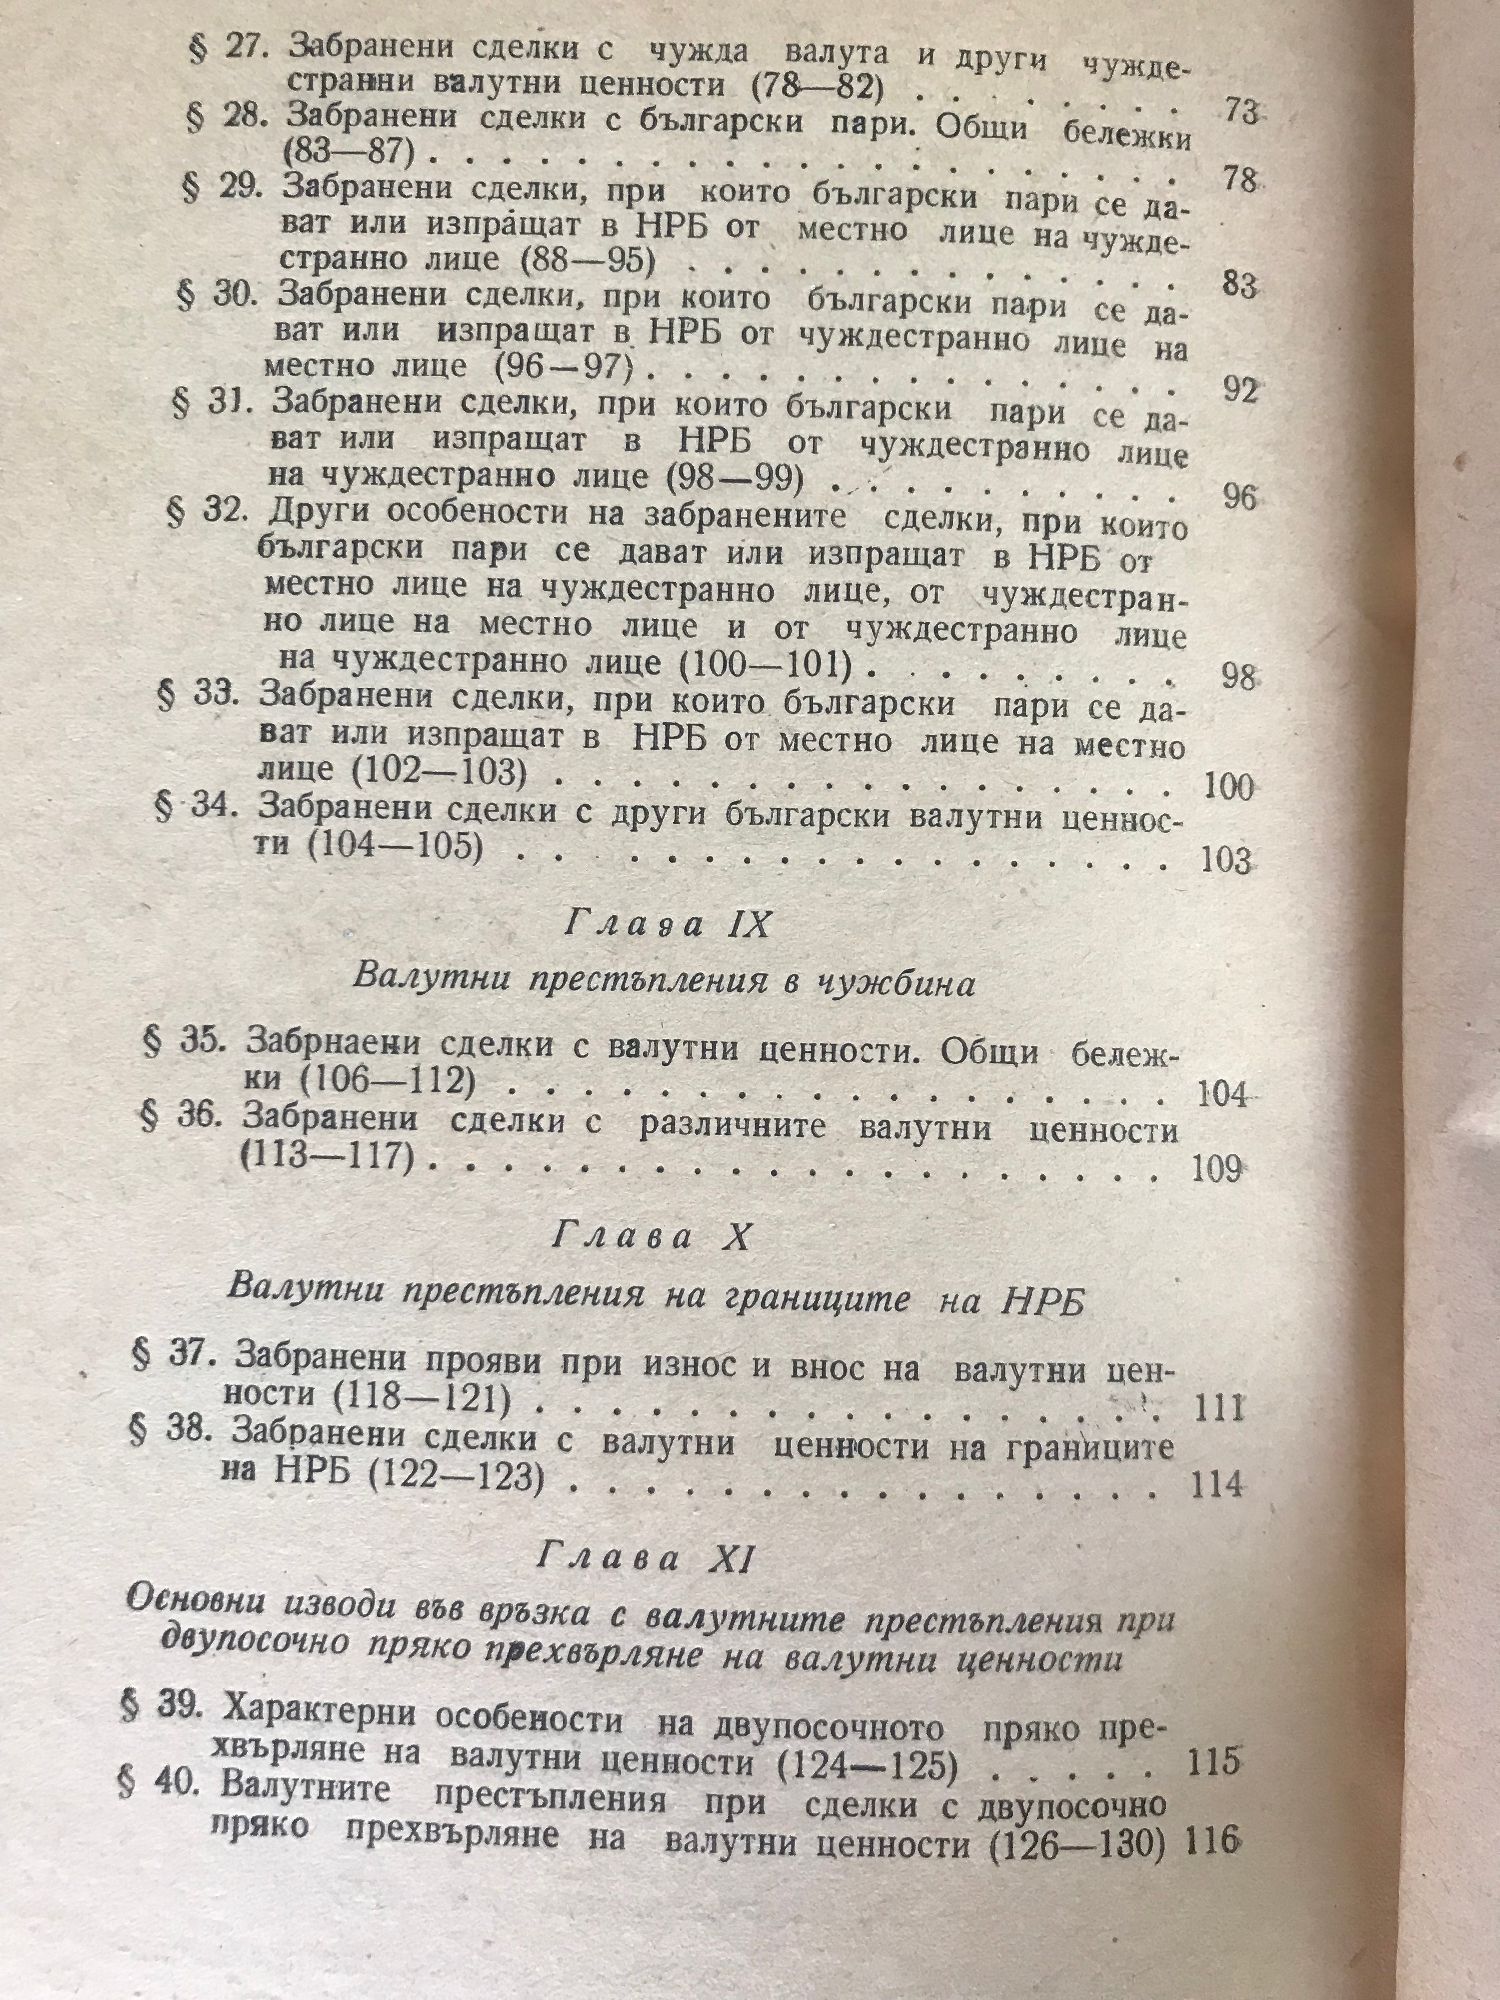 § 27. Забранени сделки с чужда валута и други чужде-
странни валутни ценности (78—82) . . . . . . . . 73
§ 28. Забранени сделки с български пари. Общи бележки
(83—87) . . . . . . . . . . . . . . . . . . . . 78
§ 29. Забранени сделки, при които български пари се да-
ват или изпращат в НРБ от местно лице на чужде-
странно лице (88—95) . . . . . . . . . . . . . . 83
§ 30. Забранени сделки, при които български пари се да-
ват или изпращат в НРБ от чуждестранно лице на
местно лице (96—97) . . . . . . . . . . . . . . . 92
§ 31. Забранени сделки, при които български пари се да-
ват или изпращат в НРБ от чуждестранно лице
на чуждестранно лице (98—99) . . . . . . . . . . 96
§ 32. Други особености на забранените сделки, при които
български пари се дават или изпращат в НРБ от
местно лице на чуждестранно лице, от чуждестран-
но лице на местно лице и от чуждестранно лице
на чуждестранно лице (100—101) . . . . . . . . . 98
§ 33. Забранени сделки, при които български пари се да-
ват или изпращат в НРБ от местно лице на местно
лице (102—103) . . . . . . . . . . . . . . . . . 100
§ 34. Забранени сделки с други български валутни ценнос-
ти (104—105) . . . . . . . . . . . . . . . . . 103
Глава IX
Валутни престъпления в чужбина
§ 35. Забрнаени сделки с валутни ценности. Общи бележ-
ки (106—112) . . . . . . . . . . . . . . . . . . 104
§ 36. Забранени сделки с различните валутни ценности
(113—117) . . . . . . . . . . . . . . . . . . . . 109
Глава X
Валутни престъпления на границите на НРБ
§ 37. Забранени прояви при износ и внос на валутни цен-
ности (118—121) . . . . . . . . . . . . . . . . . 111
§ 38. Забранени сделки с валутни ценности на границите
на НРБ (122—123) . . . . . . . . . . . . . . . . 114
Глава XI
Основни изводи във връзка с валутните престъпления при
двупосочно пряко прехвърляне на валутни ценности
§ 39. Характерни особености на двупосочното пряко пре-
хвърляне на валутни ценности (124—125) . . . . . 115
§ 40. Валутните престъпления при сделки с двупосочно
пряко прехвърляне на валутни ценности (126—130) 116